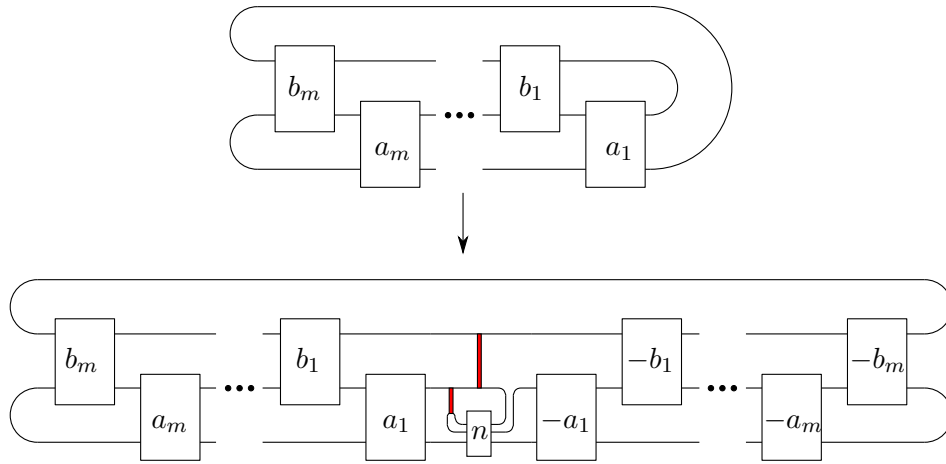 b_m b_1
a_m ••• a_1
b_m b_1 −b_1 −b_m
a_m ••• a_1 n −a_1 ••• −a_m